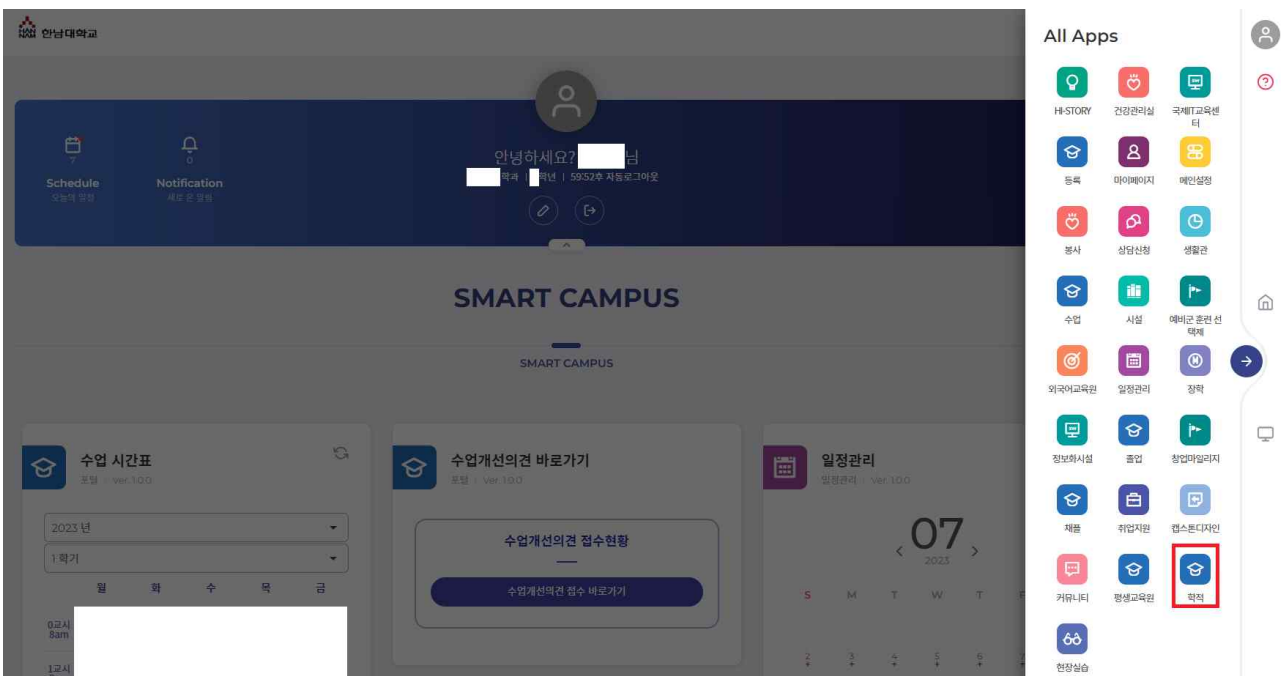 한남대학교
All Apps
HI-STORY
건강관리실
국제IT교육센
터
등록
마이페이지
메인설정
봉사
상담신청
생활관
수업
시설
예비군 훈련 선
택제
외국어교육원
일정관리
장학
정보화시설
졸업
창업마일리지
채플
취업지원
캡스톤디자인
커뮤니티
평생교육원
학적
현장실습
7
Schedule
오늘의 일정
0
Notification
새로 온 알림
안녕하세요? 님
학과 | 학년 | 59:52후 자동로그아웃
SMART CAMPUS
SMART CAMPUS
수업 시간표
포털 | Ver. 1.0.0
2023 년
1 학기
월 화 수 목 금
0교시
8am
1교시
수업개선의견 바로가기
포털 | Ver. 1.0.0
수업개선의견 접수현황
수업개선의견 접수 바로가기
일정관리
일정관리 | Ver. 1.0.0
07
2023
S M T W T F
2 3 4 5 6 7